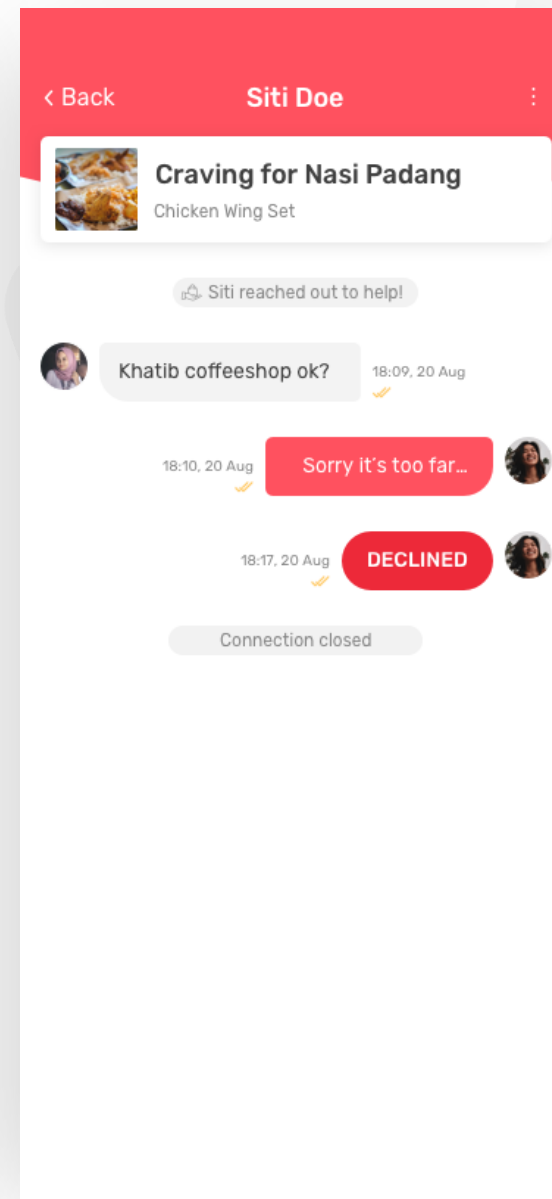 Back
Siti Doe
Craving for Nasi Padang
Chicken Wing Set
Siti reached out to help!
Khatib coffeeshop ok?
18:09, 20 Aug
18:10, 20 Aug
Sorry it's too far...
18:17, 20 Aug
DECLINED
Connection closed